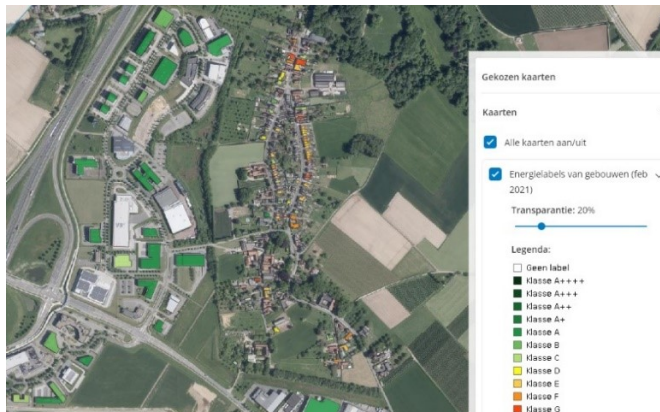 Gekozen kaarten
Kaarten
Alle kaarten aan/uit
Energielabels van gebouwen (feb
2021)
Transparantie: 20%
Legenda:
Geen label
Klasse A++++
Klasse A+++
Klasse A++
Klasse A+
Klasse A
Klasse B
Klasse C
Klasse D
Klasse E
Klasse F
Klasse G